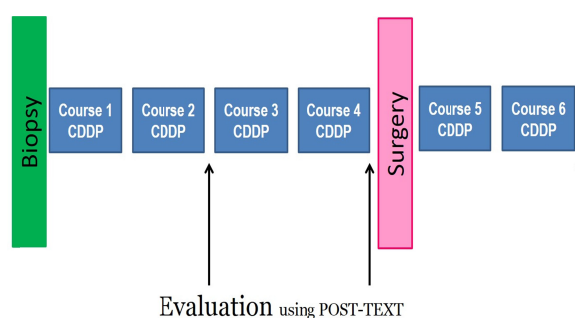 Biopsy
Course 1
CDDP
Course 2
CDDP
Course 3
CDDP
Course 4
CDDP
Surgery
Course 5
CDDP
Course 6
CDDP
Evaluation using POST-TEXT